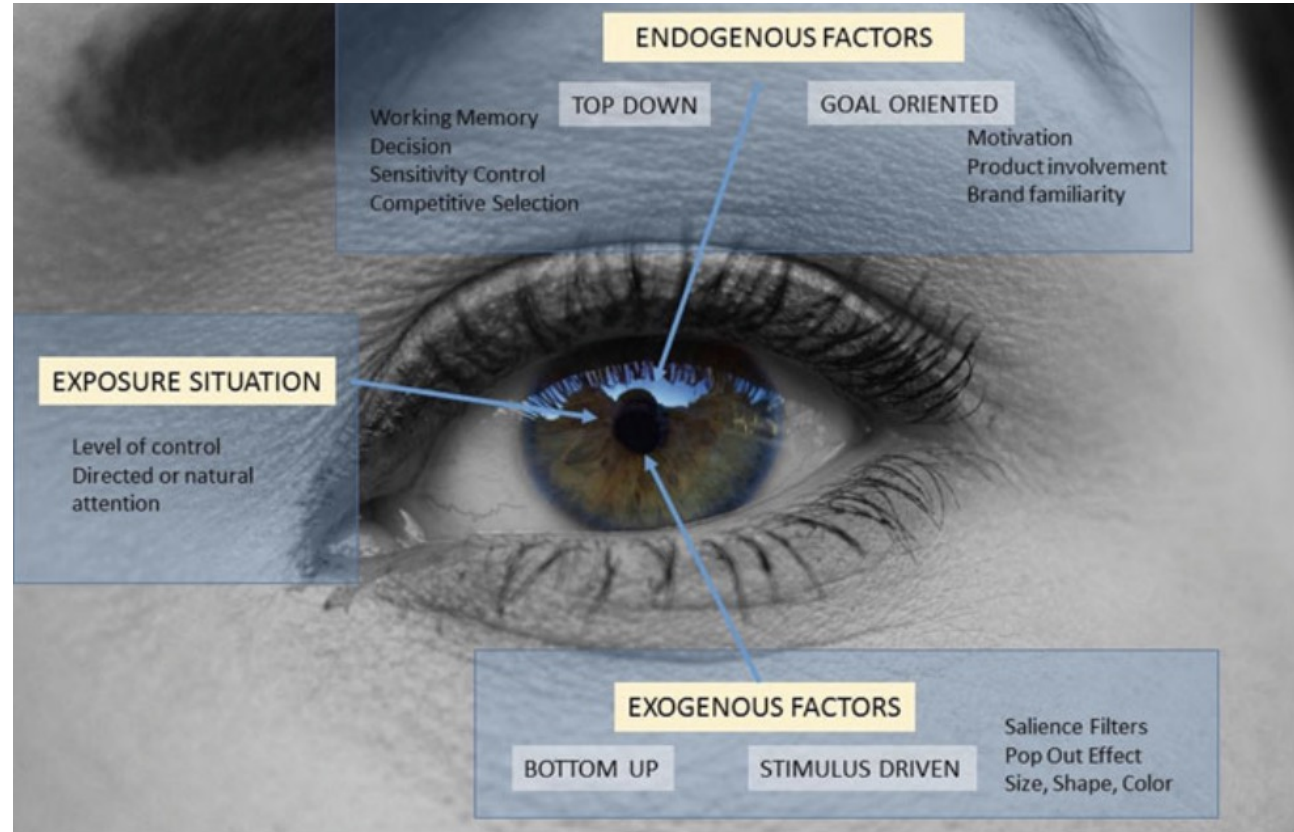 ENDOGENOUS FACTORS
TOP DOWN
GOAL ORIENTED
Working Memory
Decision
Sensitivity Control
Competitive Selection
Motivation
Product involvement
Brand familiarity
EXPOSURE SITUATION
Level of control
Directed or natural
attention
EXOGENOUS FACTORS
BOTTOM UP
STIMULUS DRIVEN
Salience Filters
Pop Out Effect
Size, Shape, Color